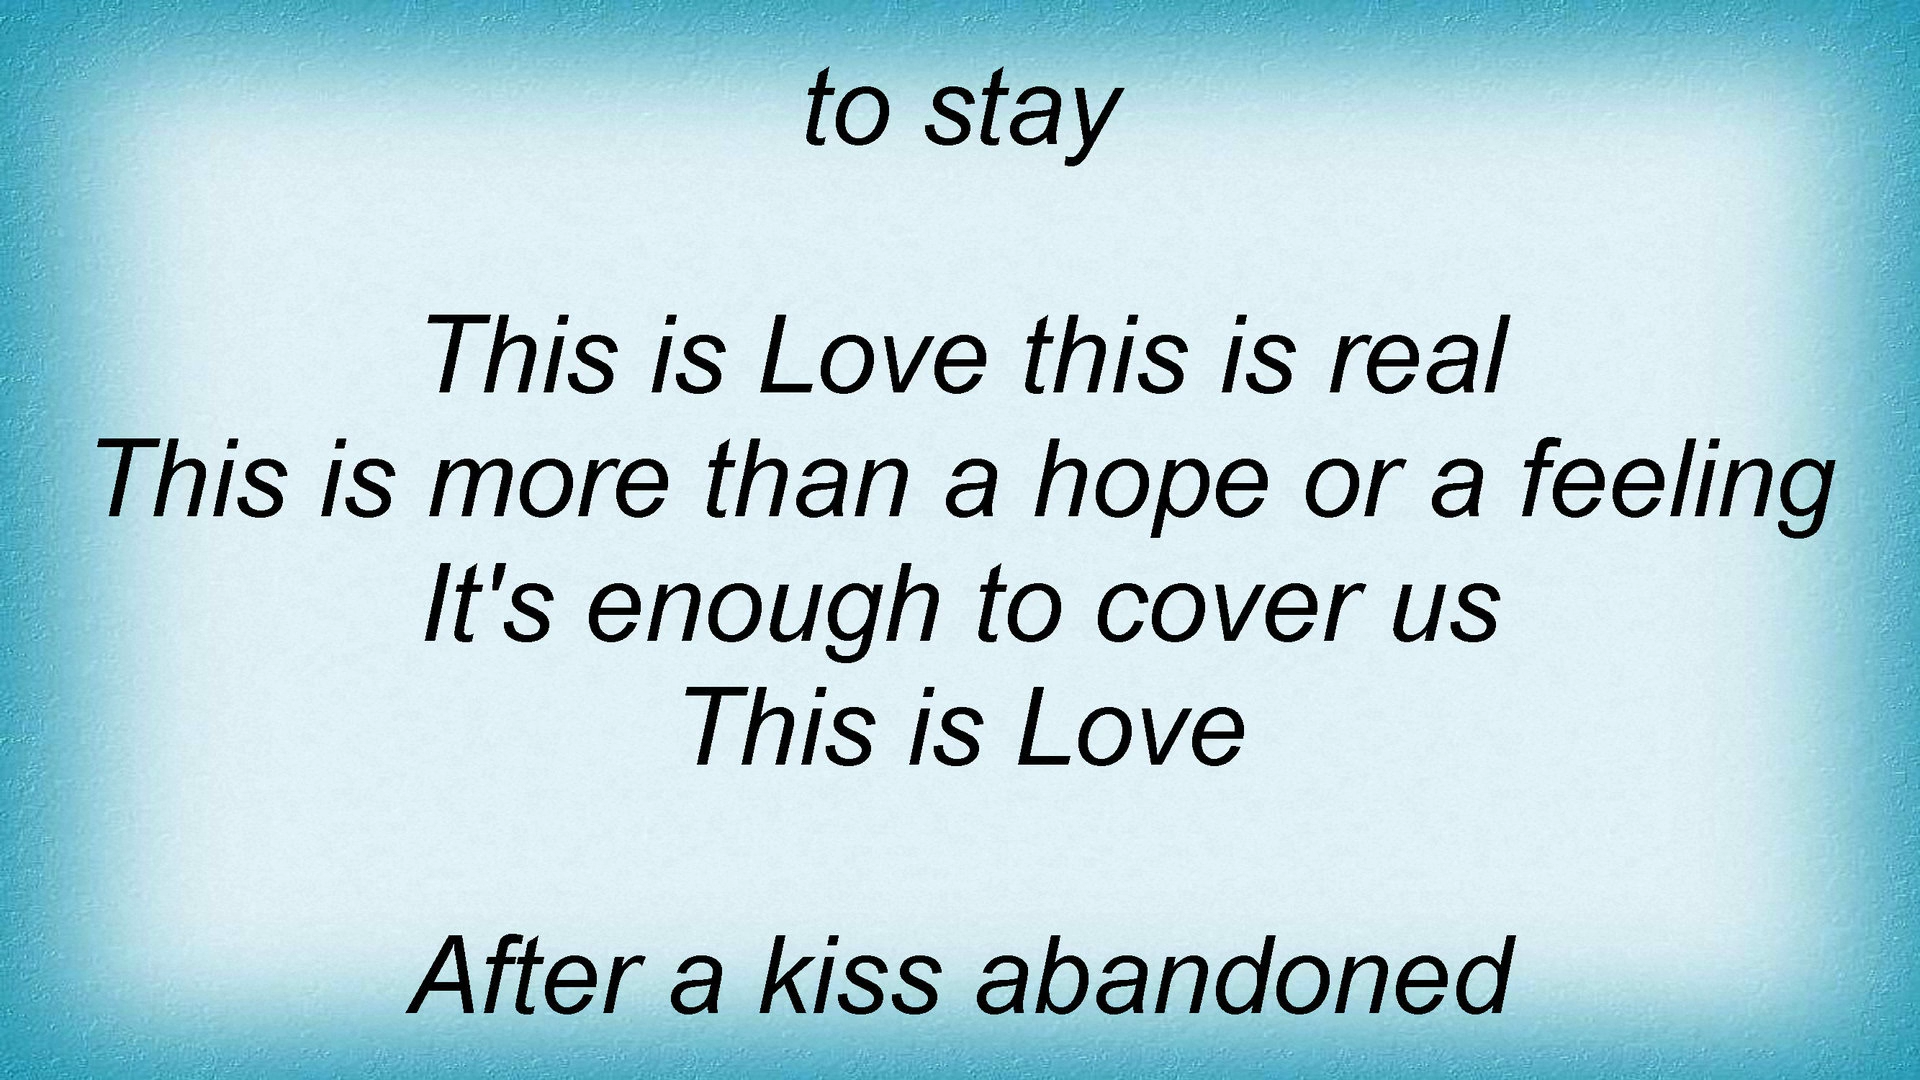 to stay
This is Love this is real
This is more than a hope or a feeling
It's enough to cover us
This is Love
After a kiss abandoned